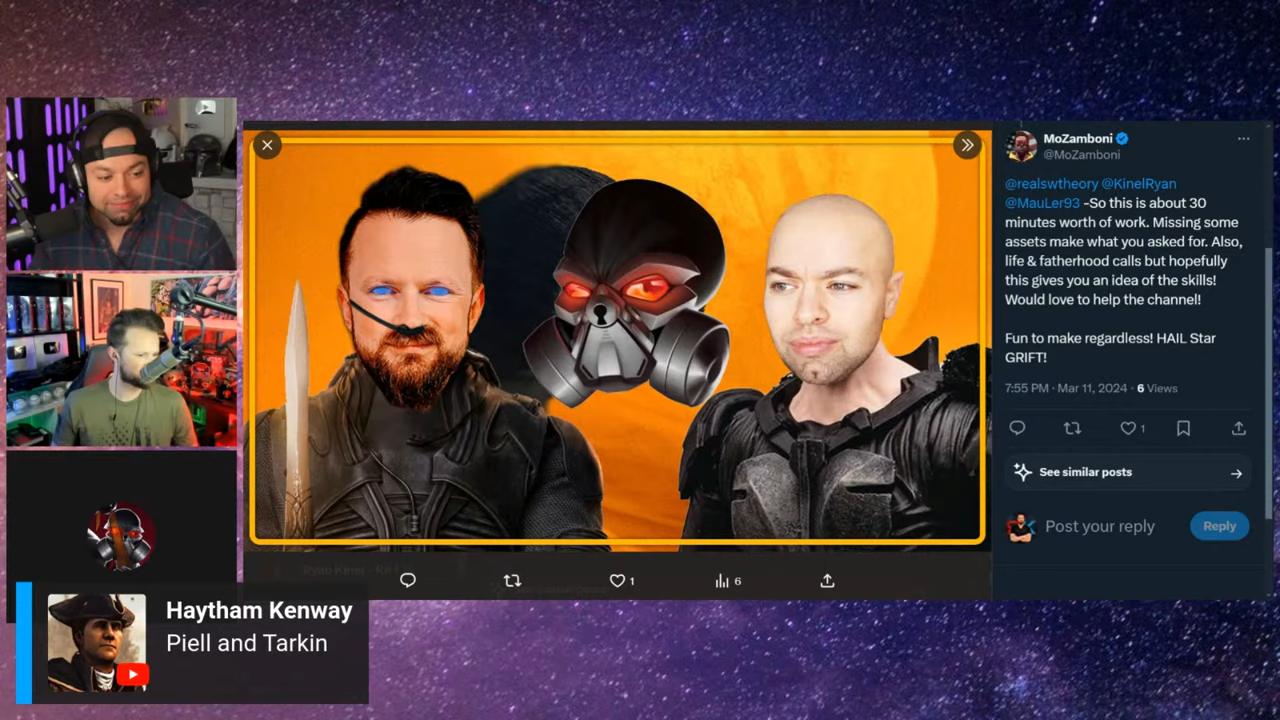 MoZamboni
@MoZamboni
@realswtheory @KinelRyan
@MauLer93 -So this is about 30
minutes worth of work. Missing some
assets make what you asked for. Also,
life & fatherhood calls but hopefully
this gives you an idea of the skills!
Would love to help the channel!
Fun to make regardless! HAIL Star
GRIFT!
7:55 PM · Mar 11, 2024 · 6 Views
1
See similar posts
Post your reply
Reply
1
6
Haytham Kenway
Piell and Tarkin